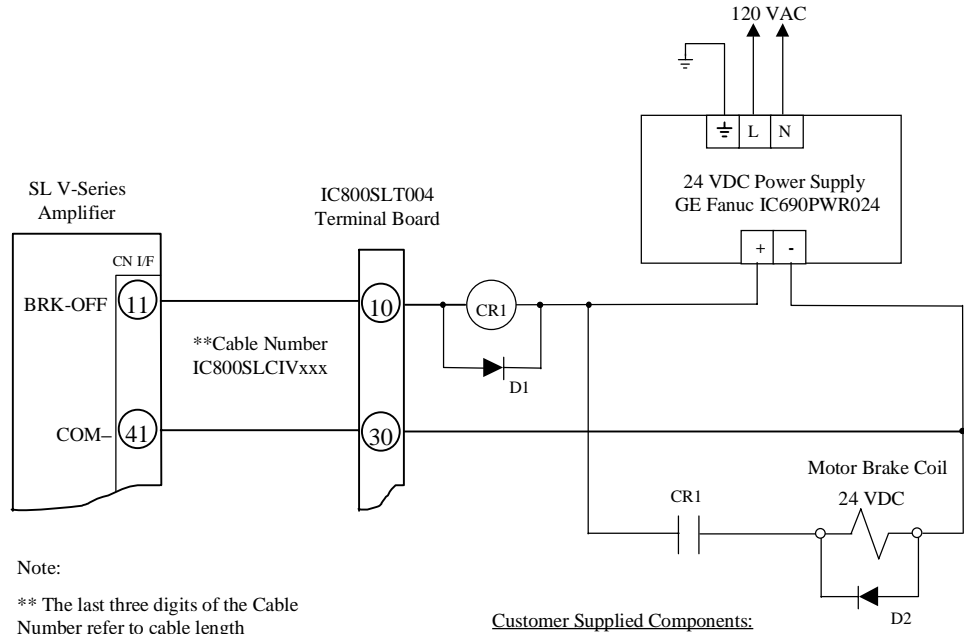 120 VAC
L N
24 VDC Power Supply
GE Fanuc IC690PWR024
+ -
SL V-Series
Amplifier
IC800SLT004
Terminal Board
CN I/F
BRK-OFF 11
10
CR1
**Cable Number
IC800SLCIVxxx
D1
COM– 41
30
Motor Brake Coil
24 VDC
CR1
D2
Note:
** The last three digits of the Cable
Number refer to cable length
Customer Supplied Components: